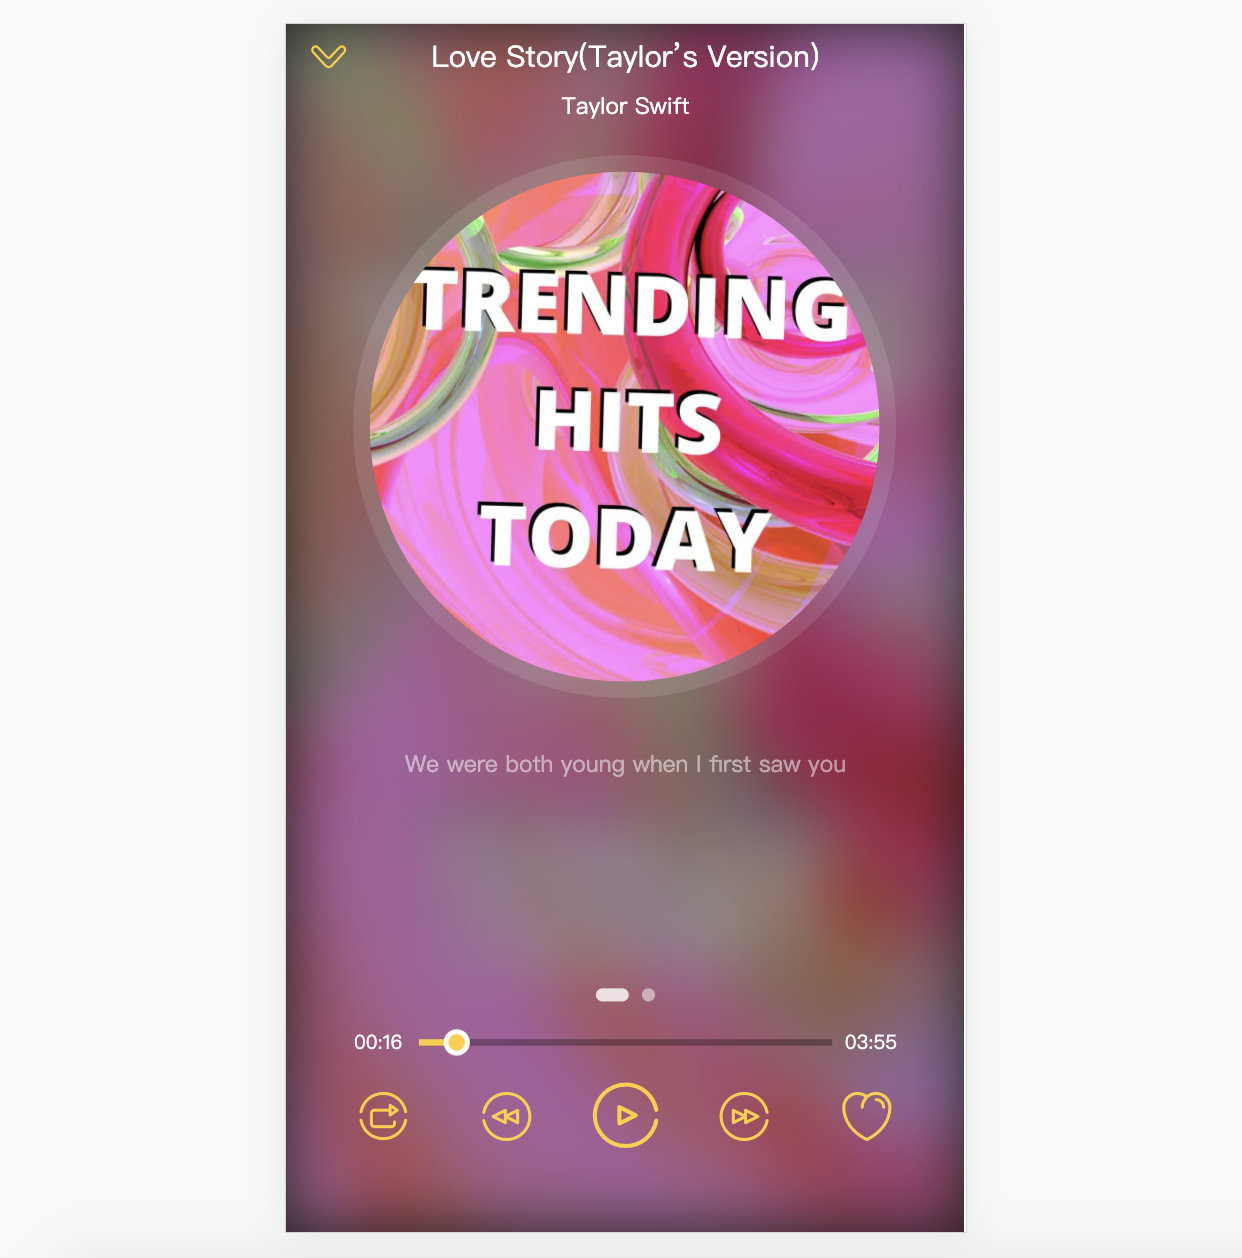 Love Story(Taylor’s Version)
Taylor Swift
TRENDING
HITS
TODAY
We were both young when I first saw you
00:16
03:55